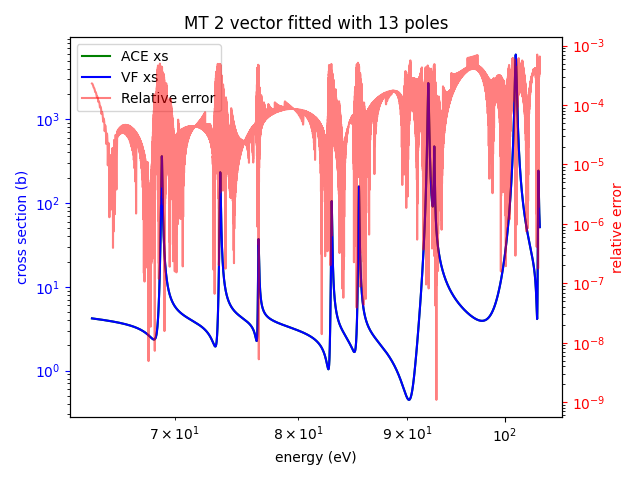 MT 2 vector fitted with 13 poles
ACE xs
VF xs
Relative error
cross section (b)
10³
10²
10¹
10⁰
10⁻³
10⁻⁴
10⁻⁵
10⁻⁶
10⁻⁷
10⁻⁸
10⁻⁹
relative error
7 × 10¹
8 × 10¹
9 × 10¹
10²
energy (eV)